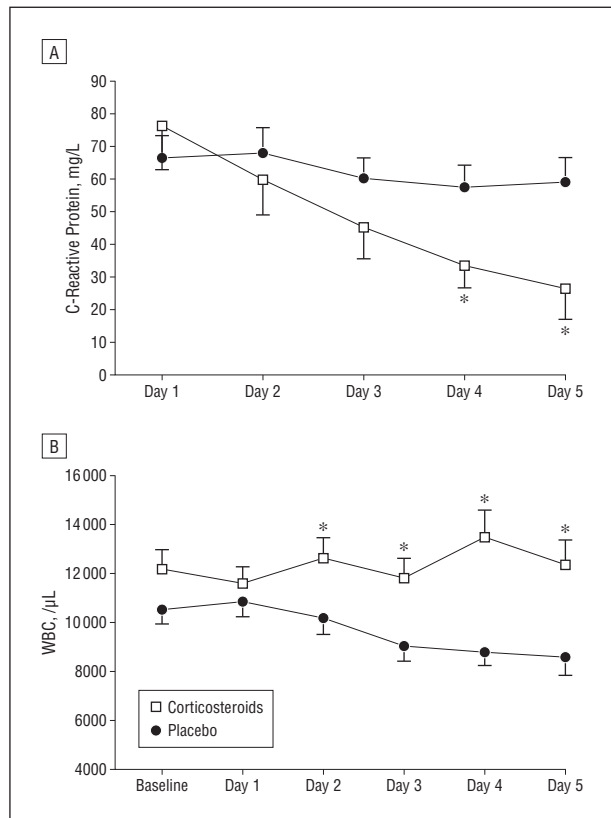 A
90
80
70
60
50
40
30
20
10
0
C-Reactive Protein, mg/L
*
*
Day 1 Day 2 Day 3 Day 4 Day 5
B
16 000
14 000
12 000
10 000
8000
6000
4000
WBC, /µL
* * * *
Corticosteroids
Placebo
Baseline Day 1 Day 2 Day 3 Day 4 Day 5